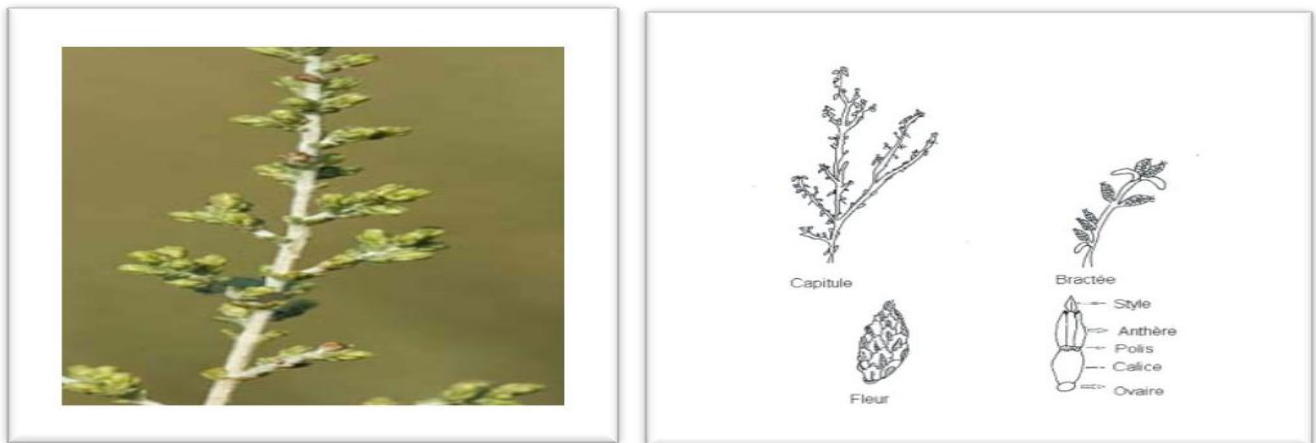 Capitule
Bractée
Style
Anthère
Polis
Calice
Ovaire
Fleur